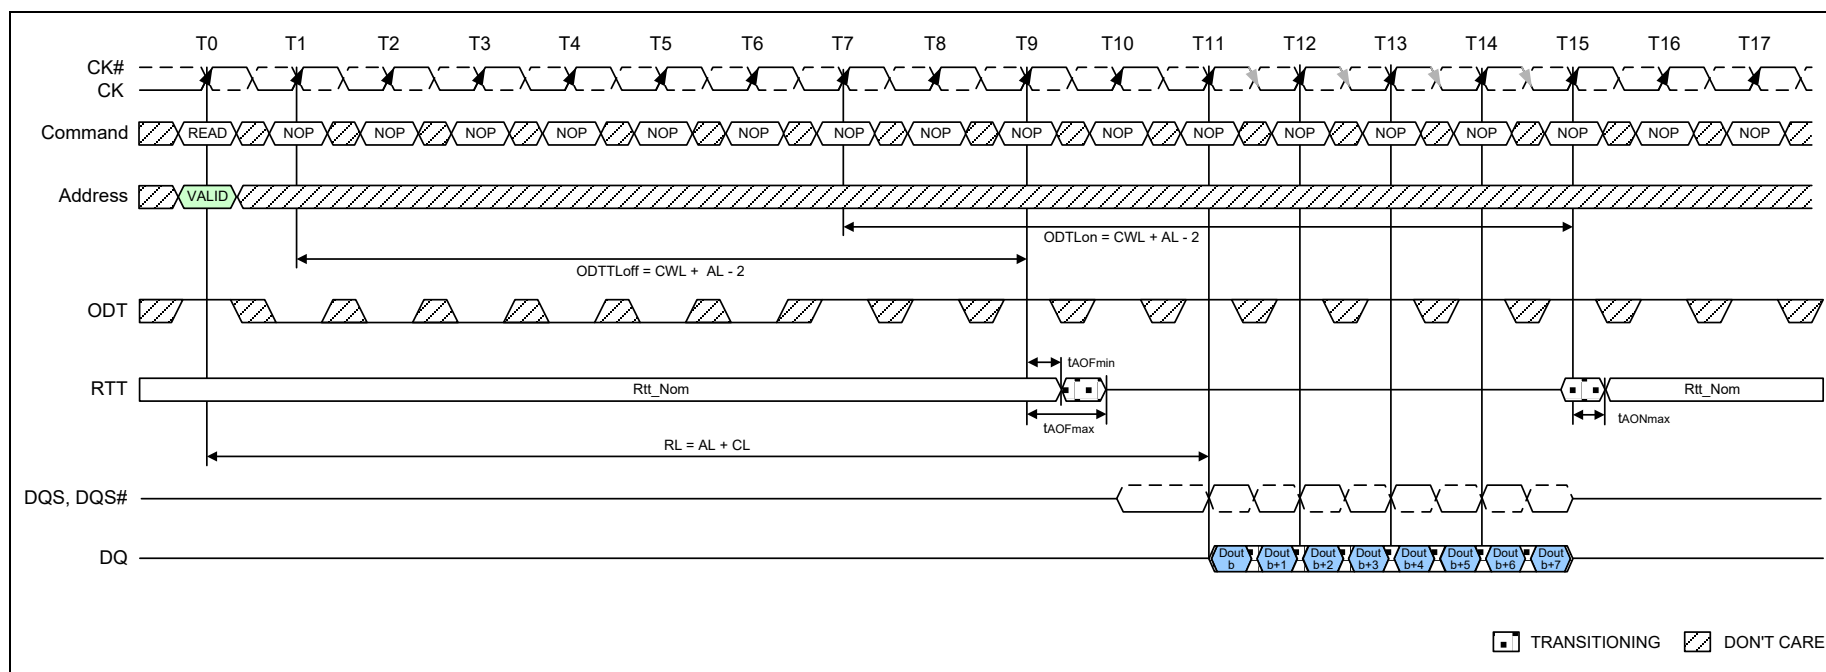 T0 T1 T2 T3 T4 T5 T6 T7 T8 T9 T10 T11 T12 T13 T14 T15 T16 T17
CK#
CK
Command READ NOP NOP NOP NOP NOP NOP NOP NOP NOP NOP NOP NOP NOP NOP NOP NOP NOP
Address VALID
ODTLon = CWL + AL - 2
ODTTLoff = CWL + AL - 2
ODT
tAOFmin
RTT Rtt_Nom Rtt_Nom
tAOFmax tAONmax
RL = AL + CL
DQS, DQS#
DQ Dout b Dout b+1 Dout b+2 Dout b+3 Dout b+4 Dout b+5 Dout b+6 Dout b+7
TRANSITIONING DON'T CARE